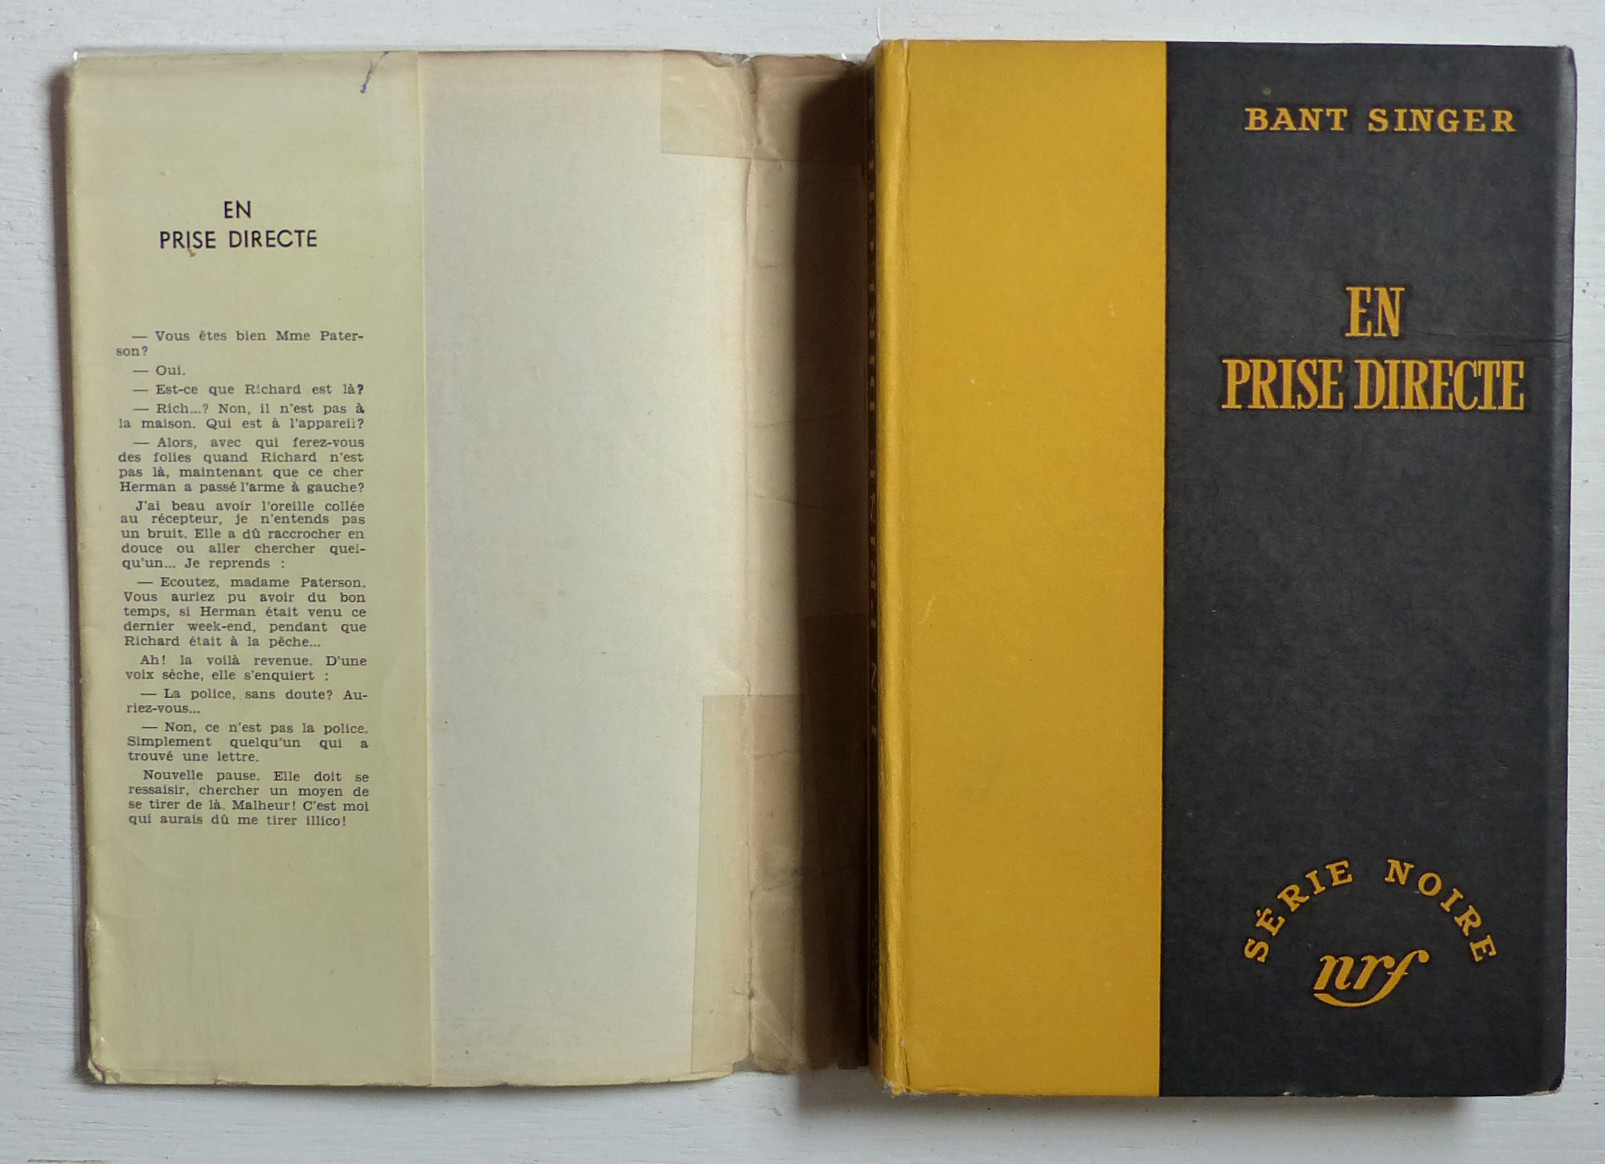 EN
PRISE DIRECTE
— Vous êtes bien Mme Pater-
son?
— Oui.
— Est-ce que Richard est là?
— Rich...? Non, il n'est pas à
la maison. Qui est à l'appareil?
— Alors, avec qui ferez-vous
des folies quand Richard n'est
pas là, maintenant que ce cher
Herman a passé l'arme à gauche?
J'ai beau avoir l'oreille collée
au récepteur, je n'entends pas
un bruit. Elle a dû raccrocher en
douce ou aller chercher quel-
qu'un... Je reprends :
— Ecoutez, madame Paterson.
Vous auriez pu avoir du bon
temps, si Herman était venu ce
dernier week-end, pendant que
Richard était à la pêche...
Ah! la voilà revenue. D'une
voix sèche, elle s'enquiert :
— La police, sans doute? Au-
riez-vous...
— Non, ce n'est pas la police.
Simplement quelqu'un qui a
trouvé une lettre.
Nouvelle pause. Elle doit se
ressaisir, chercher un moyen de
se tirer de là. Malheur! C'est moi
qui aurais dû me tirer illico!
BANT SINGER
EN
PRISE DIRECTE
SÉRIE NOIRE
nrf